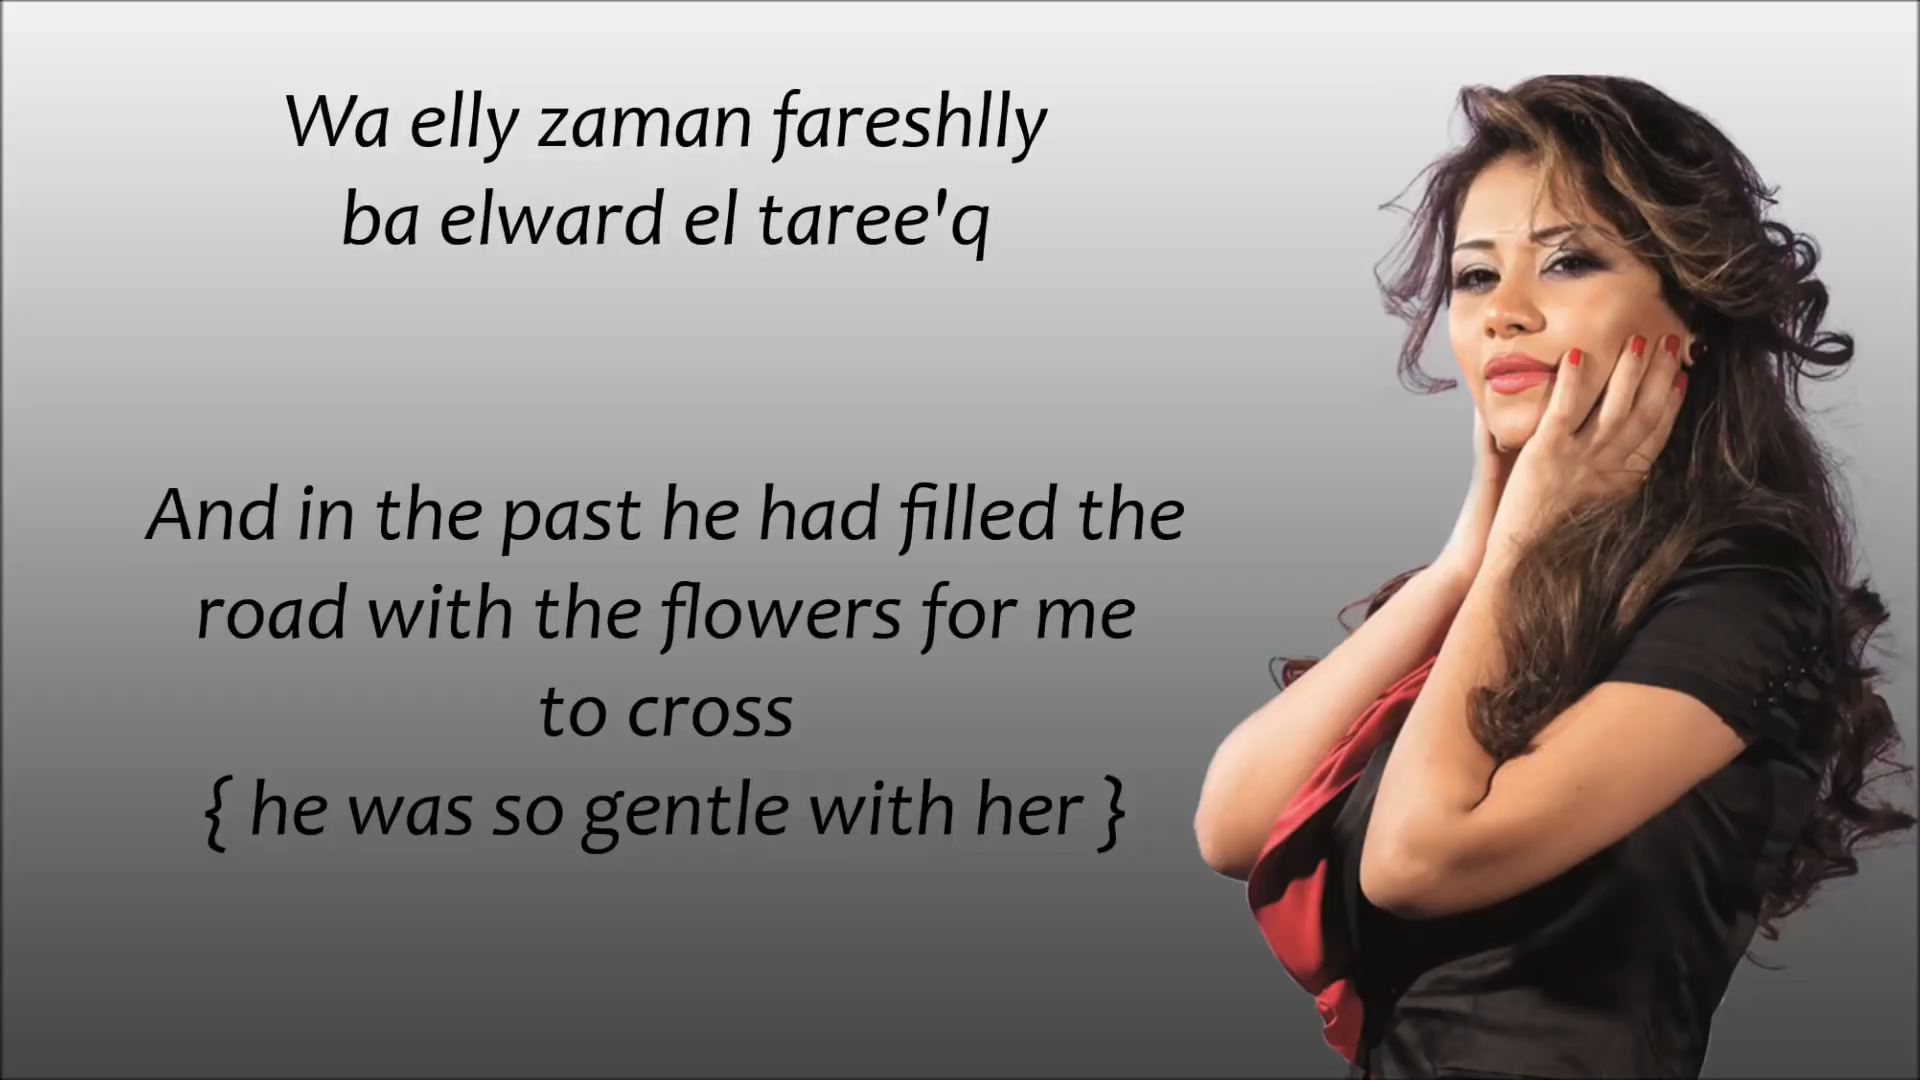 Wa elly zaman fareshlly
ba elward el taree'q
And in the past he had filled the
road with the flowers for me
to cross
{ he was so gentle with her }